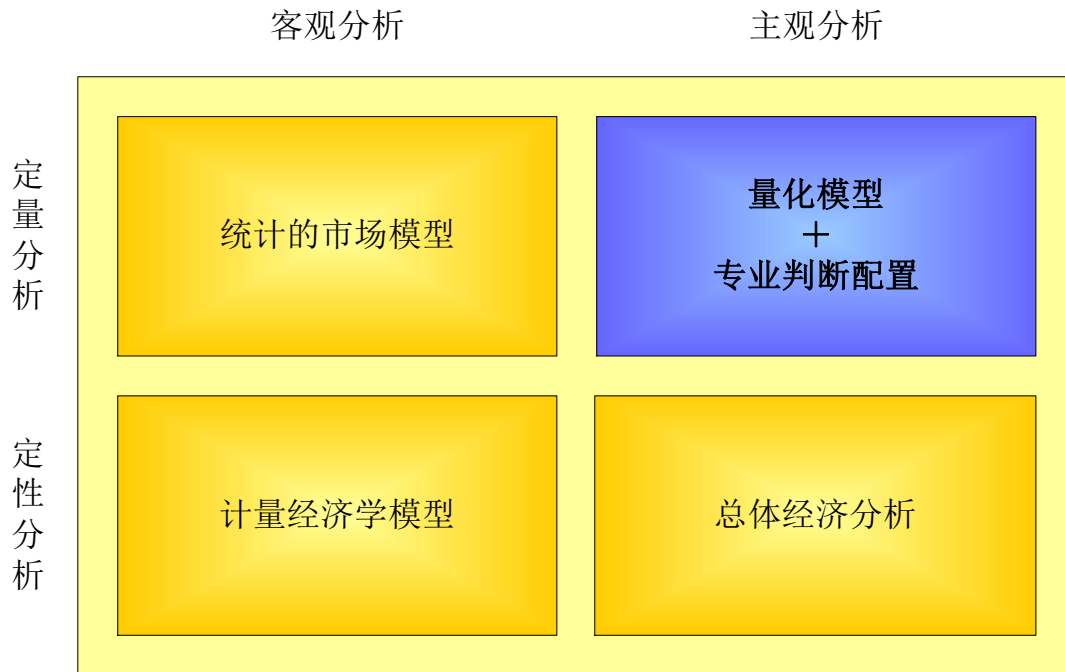 客观分析
主观分析
定量分析
统计的市场模型
量化模型
＋
专业判断配置
定性分析
计量经济学模型
总体经济分析